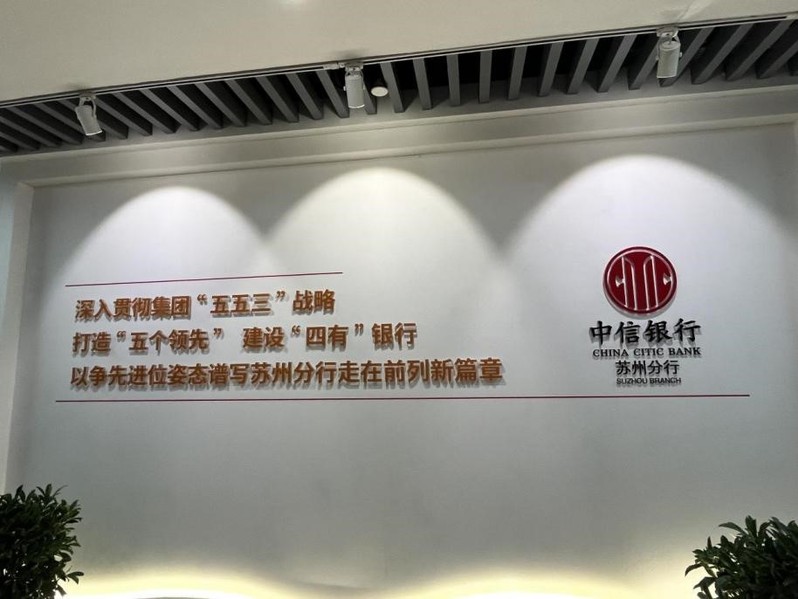 深入贯彻集团“五五三”战略
打造“五个领先” 建设“四有”银行
以争先进位姿态谱写苏州分行走在前列新篇章
中信银行
CHINA CITIC BANK
苏州分行
SUZHOU BRANCH